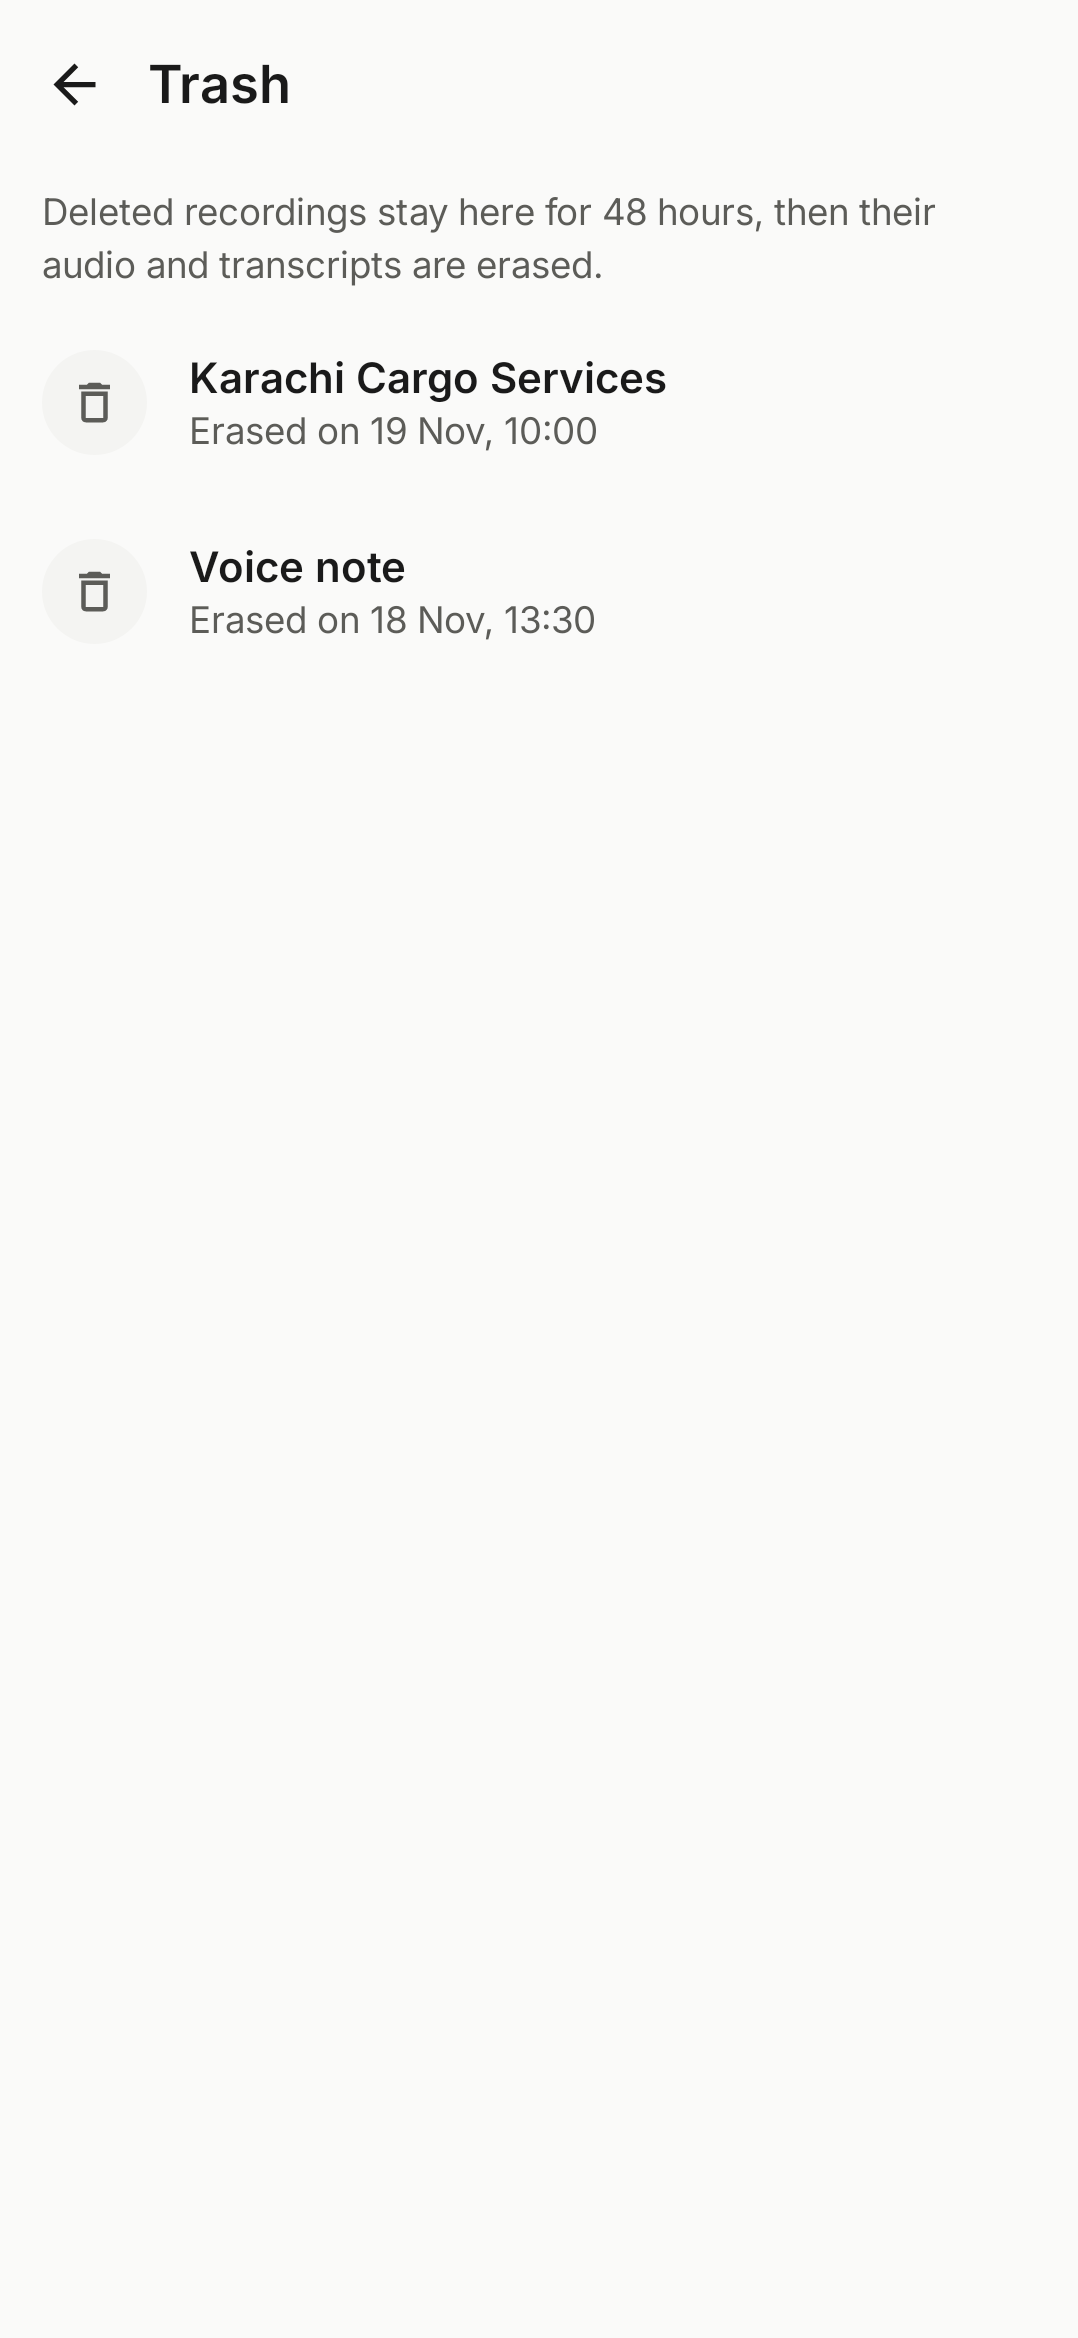 Trash
Deleted recordings stay here for 48 hours, then their
audio and transcripts are erased.
Karachi Cargo Services
Erased on 19 Nov, 10:00
Voice note
Erased on 18 Nov, 13:30